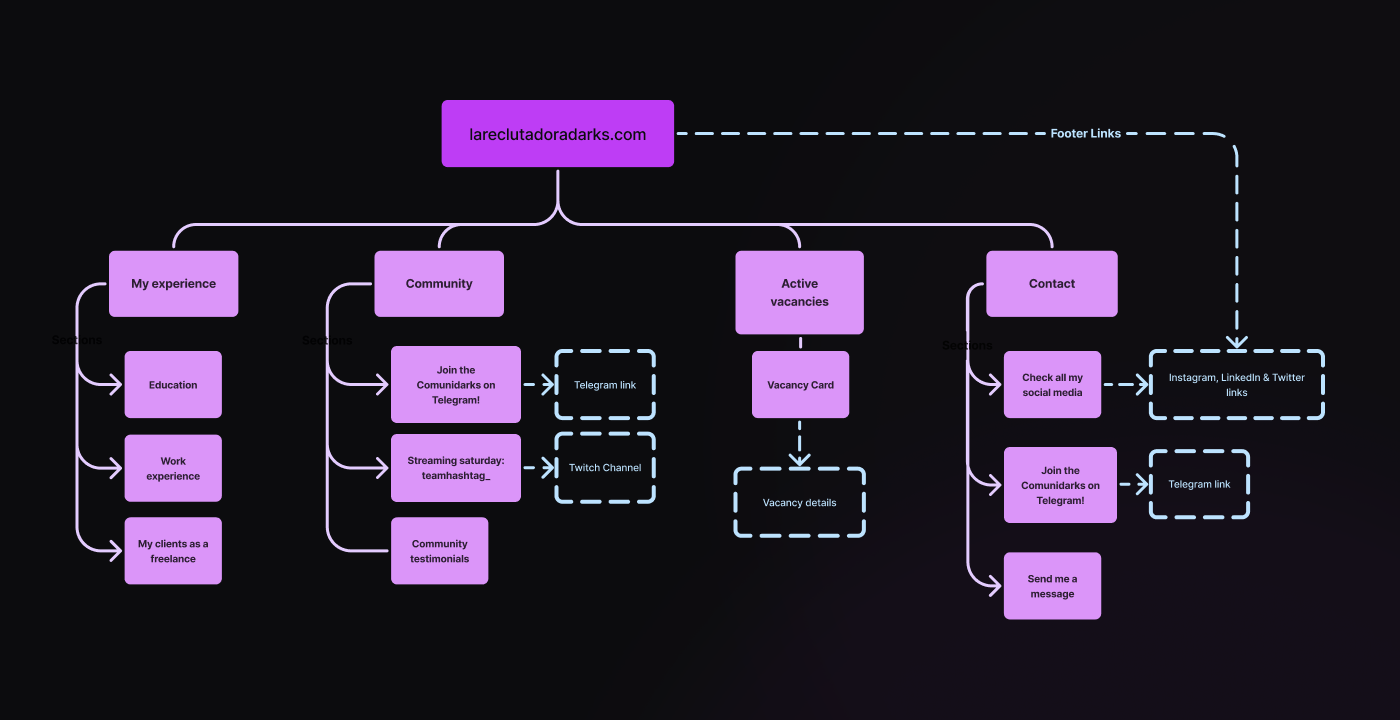 lareclutadoradarks.com
Footer Links
My experience
Community
Active
vacancies
Contact
Sections
Sections
Sections
Education
Join the
Comunidarks on
Telegram!
Telegram link
Vacancy Card
Check all my
social media
Instagram, LinkedIn & Twitter
links
Work
experience
Streaming saturday:
teamhashtag_
Twitch Channel
Vacancy details
Join the
Comunidarks on
Telegram!
Telegram link
My clients as a
freelance
Community
testimonials
Send me a
message